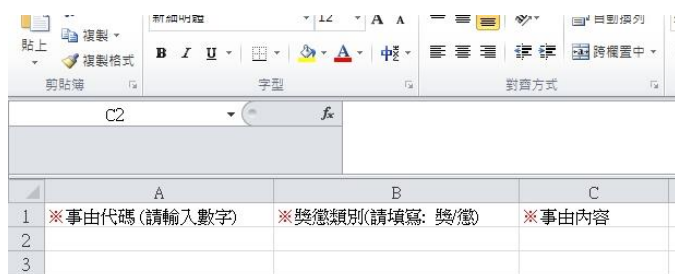 新細明體 12 A A 自動換列
貼上 複製
複製格式 B I U A 中 跨欄置中
剪貼簿 字型 對齊方式
C2 fx
A B C
1 ※事由代碼(請輸入數字) ※獎懲類別(請填寫: 獎/懲) ※事由內容
2
3